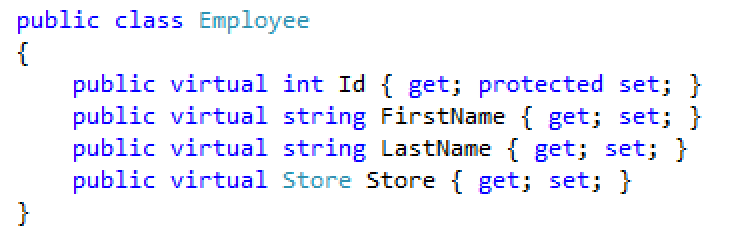 public class Employee
{
    public virtual int Id { get; protected set; }
    public virtual string FirstName { get; set; }
    public virtual string LastName { get; set; }
    public virtual Store Store { get; set; }
}